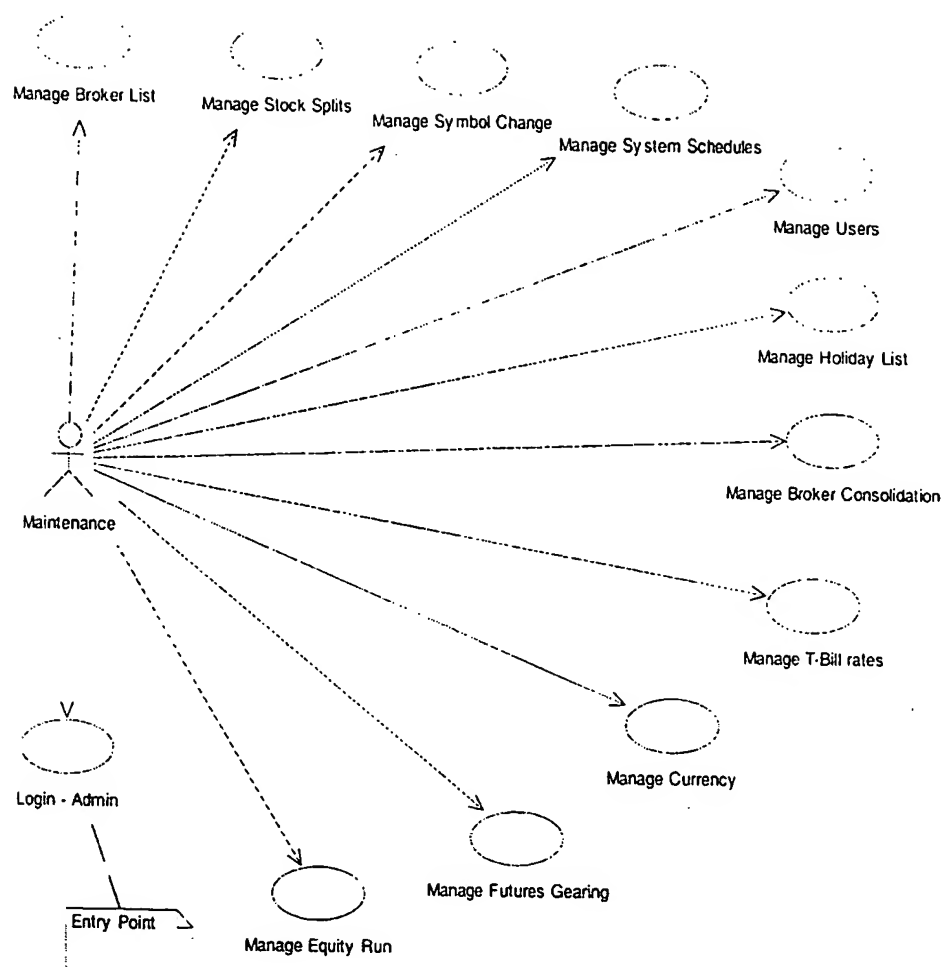 Manage Broker List
Manage Stock Splits
Manage Symbol Change
Manage System Schedules
Manage Users
Manage Holiday List
Manage Broker Consolidation
Maintenance
Manage T-Bill rates
Manage Currency
Login - Admin
Manage Futures Gearing
Entry Point
Manage Equity Run